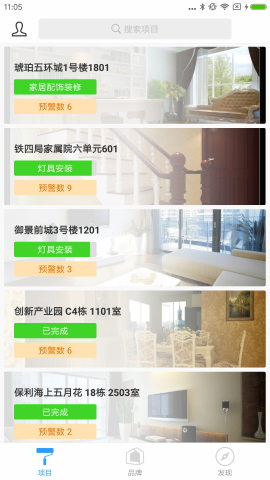 11:05
搜索项目
琥珀五环城1号楼1801
家居配饰装修
预警数 6
铁四局家属院六单元601
灯具安装
预警数 9
御景前城3号楼1201
灯具安装
预警数 3
创新产业园 C4栋 1101室
已完成
预警数 6
保利海上五月花 18栋 2503室
已完成
预警数 2
项目 品牌 发现